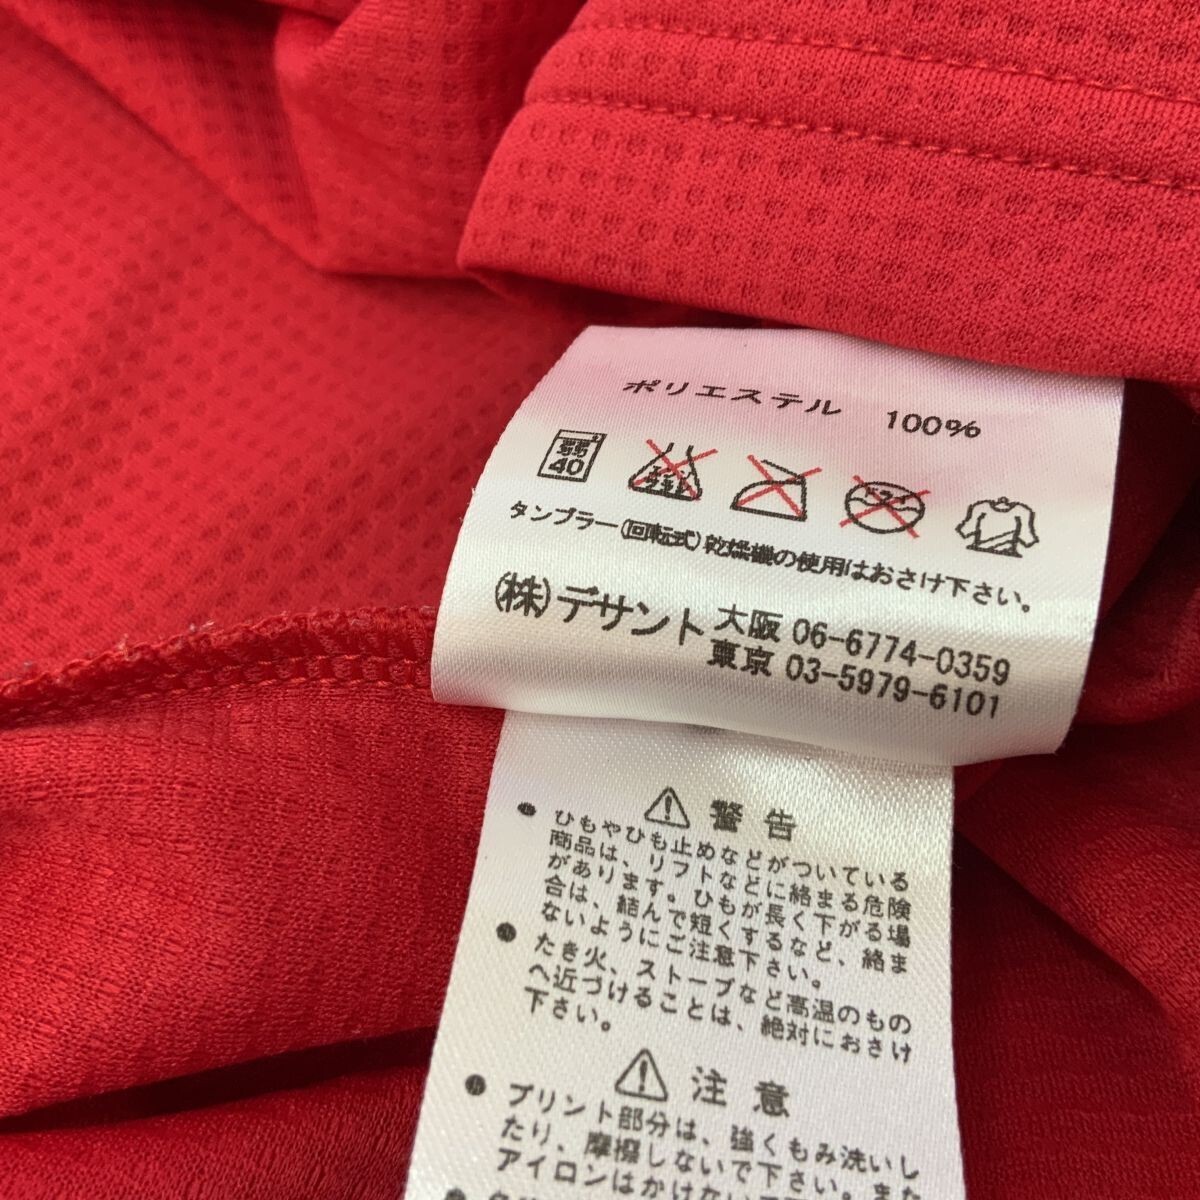 ポリエステル 100%
40
エンソ
サラシ
ドライ
タンブラー(回転式)乾燥機の使用はおさけ下さい。
(株)デサント 大阪 06-6774-0359
東京 03-5979-6101
⚠ 警告
● ひもやひも止めなどがついている
商品は、リフトなどに絡まる危険
があります。ひもが長く下がる場
合は、結んで短くするなど、絡ま
ないようにご注意下さい。
● たき火、ストーブなど高温のもの
へ近づけることは、絶対におさけ
下さい。
⚠ 注意
● プリント部分は、強くもみ洗いし
たり、摩擦しないで下さい。また
アイロンはかけない